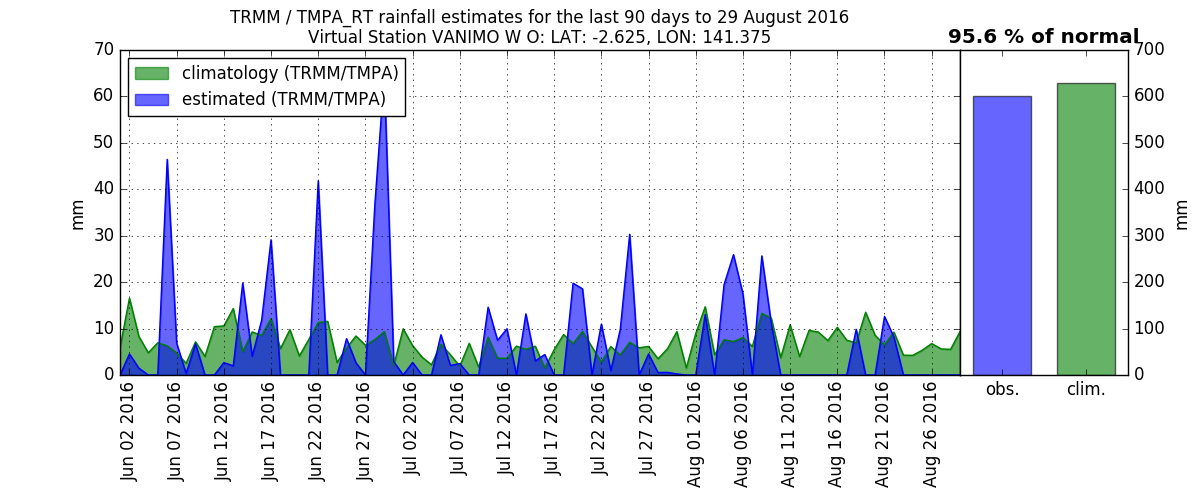 TRMM / TMPA_RT rainfall estimates for the last 90 days to 29 August 2016
Virtual Station VANIMO W O: LAT: -2.625, LON: 141.375
95.6 % of normal
climatology (TRMM/TMPA)
estimated (TRMM/TMPA)
70
60
50
40
30
20
10
0
mm
700
600
500
400
300
200
100
0
mm
Jun 02 2016
Jun 07 2016
Jun 12 2016
Jun 17 2016
Jun 22 2016
Jun 27 2016
Jul 02 2016
Jul 07 2016
Jul 12 2016
Jul 17 2016
Jul 22 2016
Jul 27 2016
Aug 01 2016
Aug 06 2016
Aug 11 2016
Aug 16 2016
Aug 21 2016
Aug 26 2016
obs.
clim.